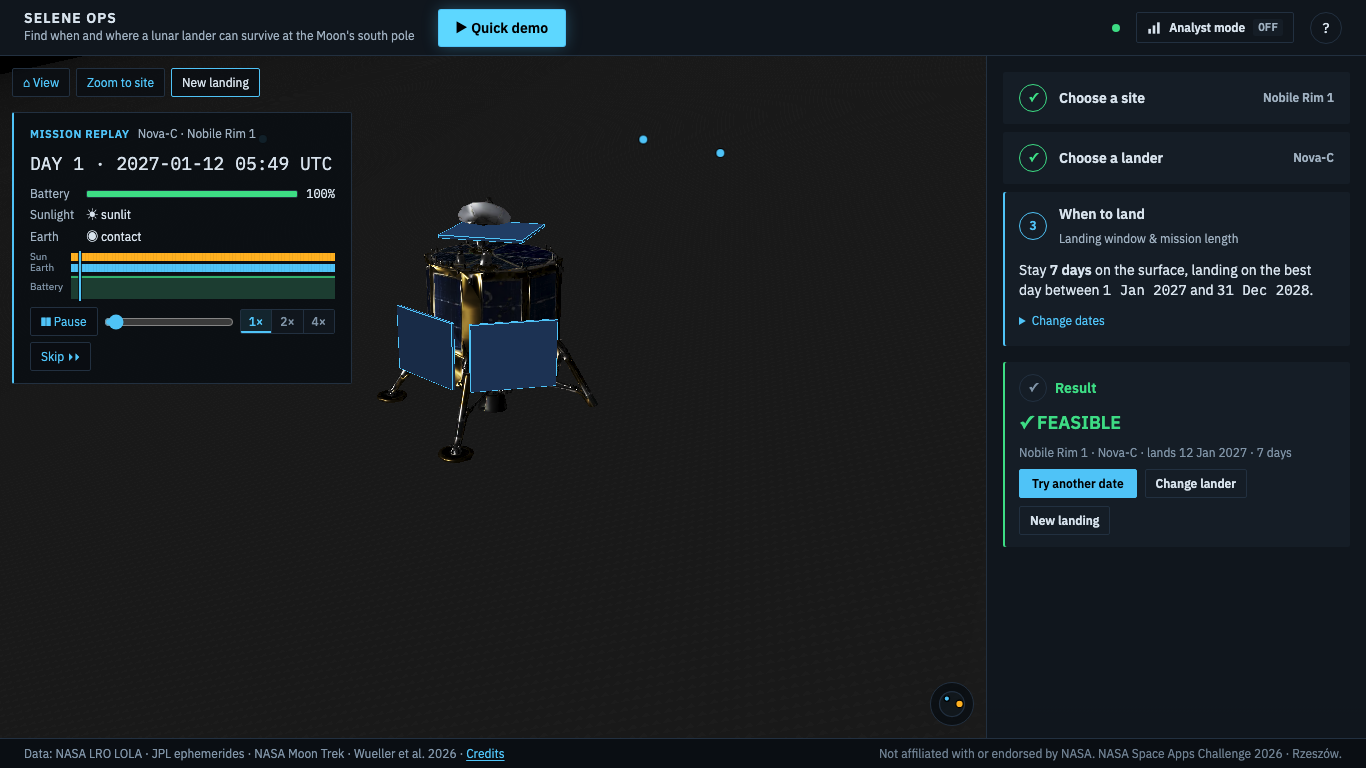 SELENE OPS
Find when and where a lunar lander can survive at the Moon's south pole
▶ Quick demo
Analyst mode OFF
?
⌂ View
Zoom to site
New landing
MISSION REPLAY Nova-C · Nobile Rim 1
DAY 1 · 2027-01-12 05:49 UTC
Battery 100%
Sunlight ☀ sunlit
Earth ◉ contact
Sun
Earth
Battery
Pause 1× 2× 4×
Skip
✓ Choose a site Nobile Rim 1
✓ Choose a lander Nova-C
3 When to land
Landing window & mission length
Stay 7 days on the surface, landing on the best
day between 1 Jan 2027 and 31 Dec 2028.
▶ Change dates
✓ Result
✓ FEASIBLE
Nobile Rim 1 · Nova-C · lands 12 Jan 2027 · 7 days
Try another date
Change lander
New landing
Data: NASA LRO LOLA · JPL ephemerides · NASA Moon Trek · Wueller et al. 2026 · Credits
Not affiliated with or endorsed by NASA. NASA Space Apps Challenge 2026 · Rzeszów.